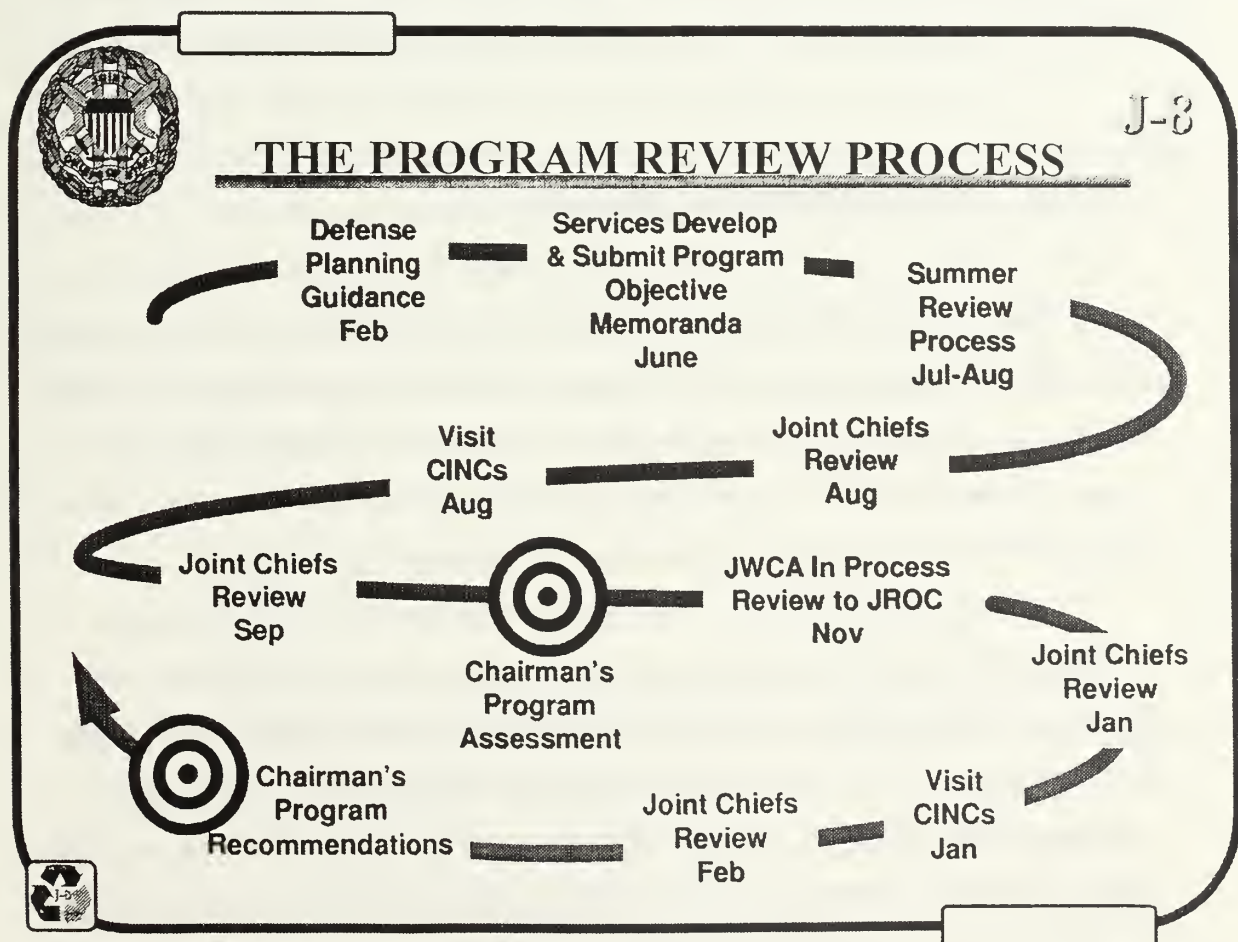 J-8
THE PROGRAM REVIEW PROCESS
Defense
Planning
Guidance
Feb
Services Develop
& Submit Program
Objective
Memoranda
June
Summer
Review
Process
Jul-Aug
Joint Chiefs
Review
Aug
Visit
CINCs
Aug
Joint Chiefs
Review
Sep
Chairman's
Program
Assessment
JWCA In Process
Review to JROC
Nov
Joint Chiefs
Review
Jan
Visit
CINCs
Jan
Joint Chiefs
Review
Feb
Chairman's
Program
Recommendations